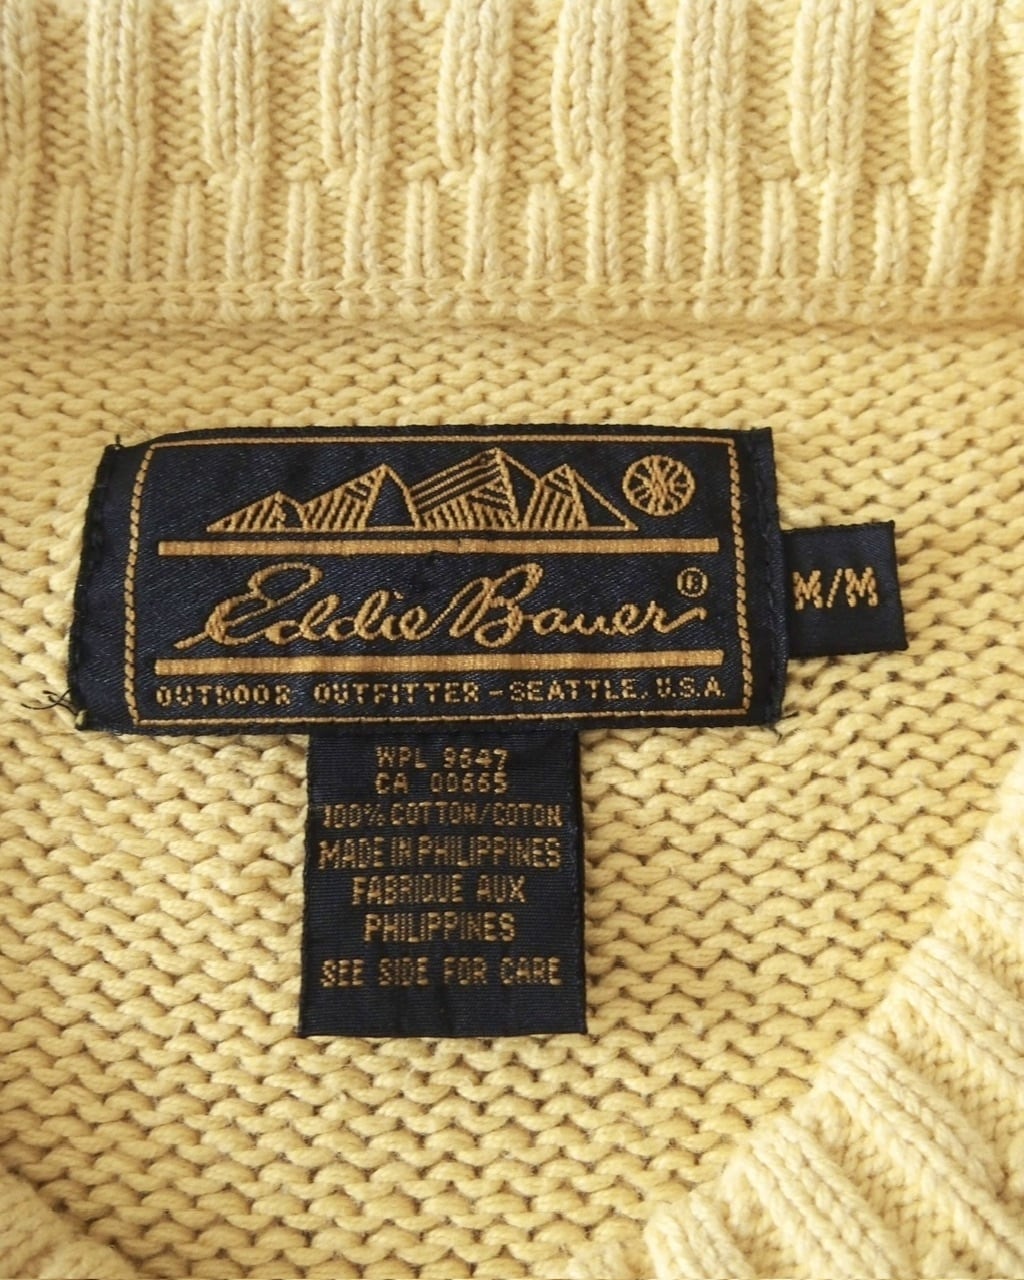 Eddie Bauer ®
OUTDOOR OUTFITTER - SEATTLE, U.S.A.
M/M
WPL 9647
CA 00665
100% COTTON/COTON
MADE IN PHILIPPINES
FABRIQUE AUX
PHILIPPINES
SEE SIDE FOR CARE